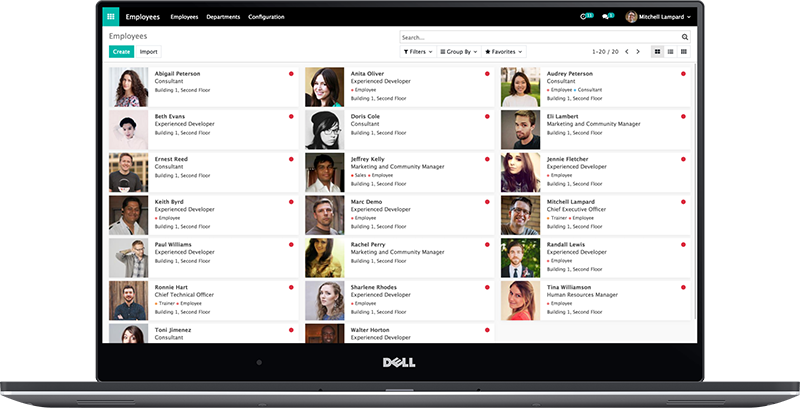 Employees Employees Departments Configuration Mitchell Lampard
Employees Search...
Create Import Filters Group By Favorites 1-20 / 20
Abigail Peterson
Consultant
Building 1, Second Floor
Anita Oliver
Experienced Developer
Employee
Building 1, Second Floor
Audrey Peterson
Consultant
Employee Consultant
Building 1, Second Floor
Beth Evans
Experienced Developer
Building 1, Second Floor
Doris Cole
Consultant
Building 1, Second Floor
Eli Lambert
Marketing and Community Manager
Building 1, Second Floor
Ernest Reed
Consultant
Building 1, Second Floor
Jeffrey Kelly
Marketing and Community Manager
Sales Employee
Building 1, Second Floor
Jennie Fletcher
Experienced Developer
Building 1, Second Floor
Keith Byrd
Experienced Developer
Employee
Building 1, Second Floor
Marc Demo
Experienced Developer
Employee
Building 1, Second Floor
Mitchell Lampard
Chief Executive Officer
Trainer Employee
Building 1, Second Floor
Paul Williams
Experienced Developer
Building 1, Second Floor
Rachel Perry
Marketing and Community Manager
Building 1, Second Floor
Randall Lewis
Experienced Developer
Employee
Building 1, Second Floor
Ronnie Hart
Chief Technical Officer
Trainer Employee
Building 1, Second Floor
Sharlene Rhodes
Experienced Developer
Employee
Building 1, Second Floor
Tina Williamson
Human Resources Manager
Employee
Building 1, Second Floor
Toni Jimenez
Consultant
Walter Horton
Experienced Developer
DELL